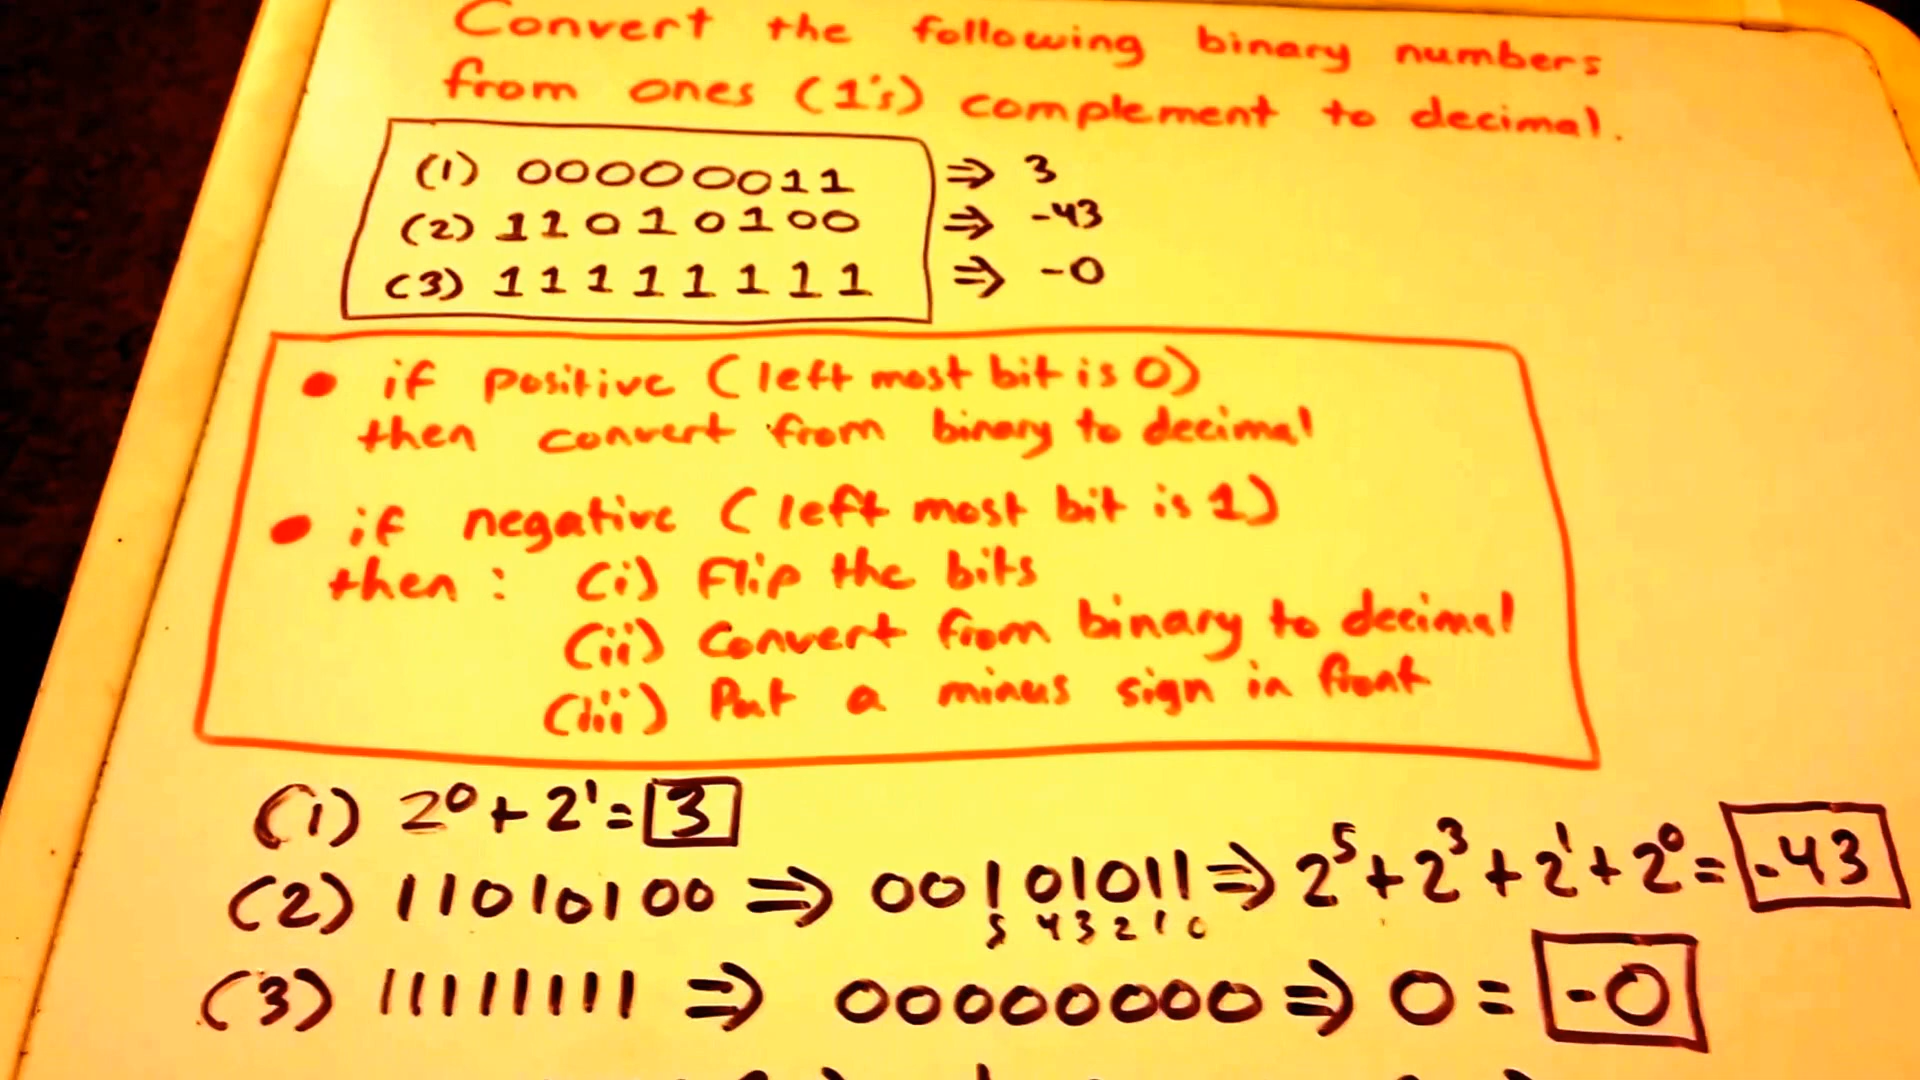 Convert the following binary numbers
from ones (1's) complement to decimal.
(1) 00000011 ⇒ 3
(2) 11010100 ⇒ -43
(3) 11111111 ⇒ -0
• if positive (left most bit is 0)
then convert from binary to decimal
• if negative (left most bit is 1)
then : (i) Flip the bits
(ii) Convert from binary to decimal
(iii) Put a minus sign in front
(1) 2⁰ + 2¹ = 3
(2) 11010100 ⇒ 00101011 ⇒ 2⁵ + 2³ + 2¹ + 2⁰ = -43
5 4 3 2 1 0
(3) 11111111 ⇒ 00000000 ⇒ 0 = -0